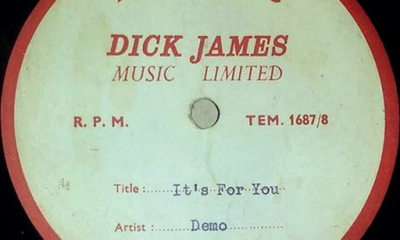 DICK JAMES
MUSIC LIMITED
R. P. M. TEM. 1687/8
Title :...... It's For You
Artist :...... Demo ......